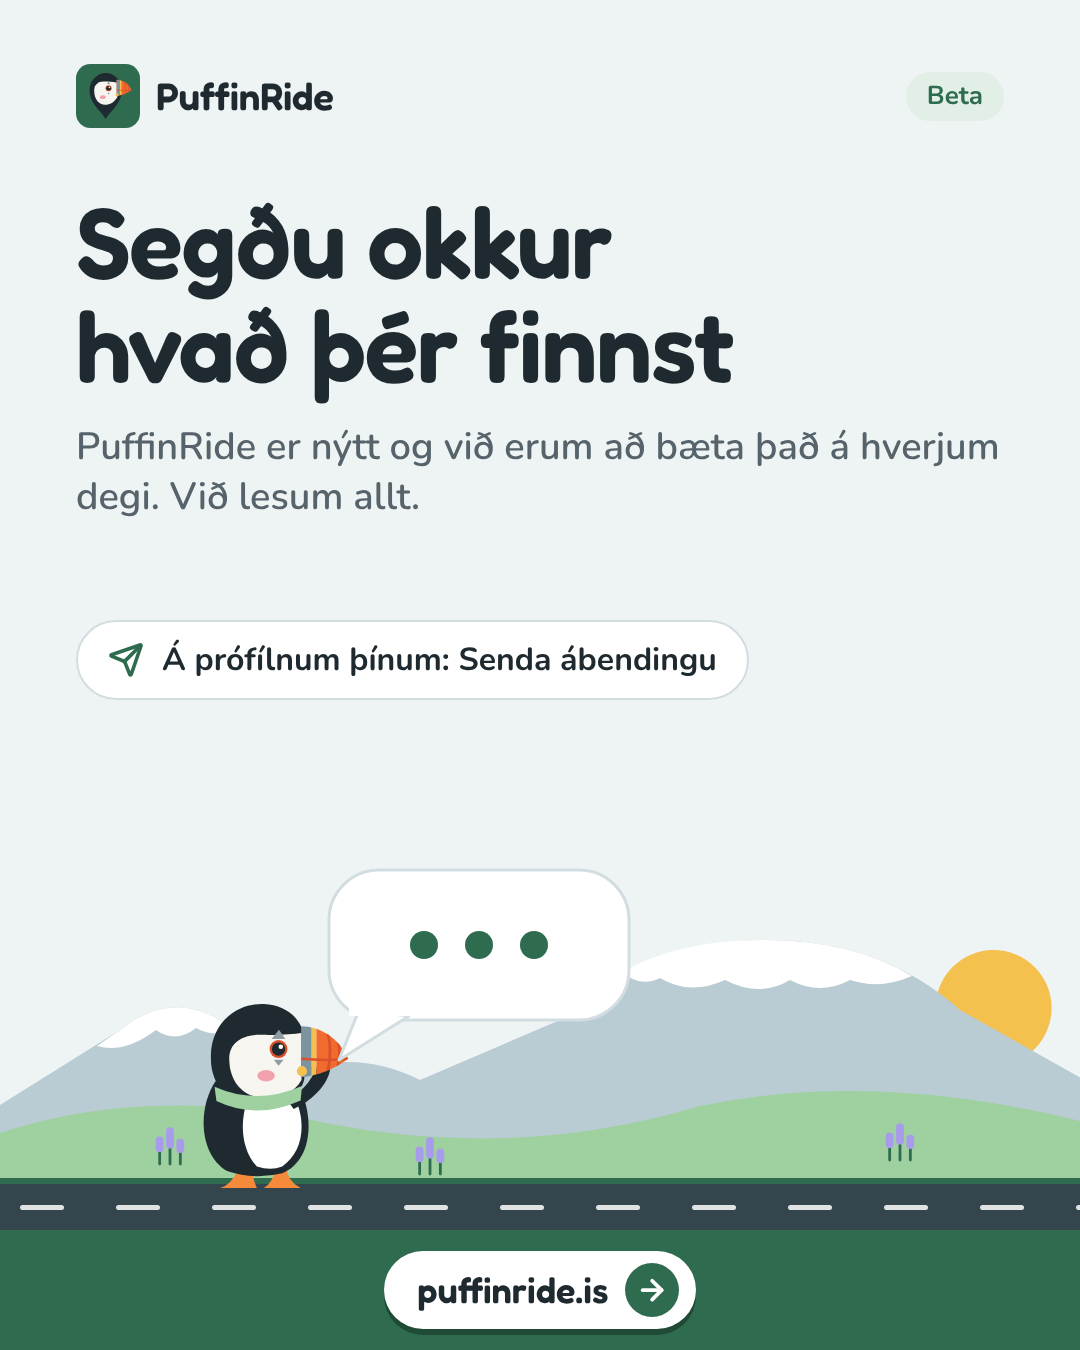 PuffinRide
Beta
Segðu okkur
hvað þér finnst
PuffinRide er nýtt og við erum að bæta það á hverjum
degi. Við lesum allt.
Á prófílnum þínum: Senda ábendingu
puffinride.is